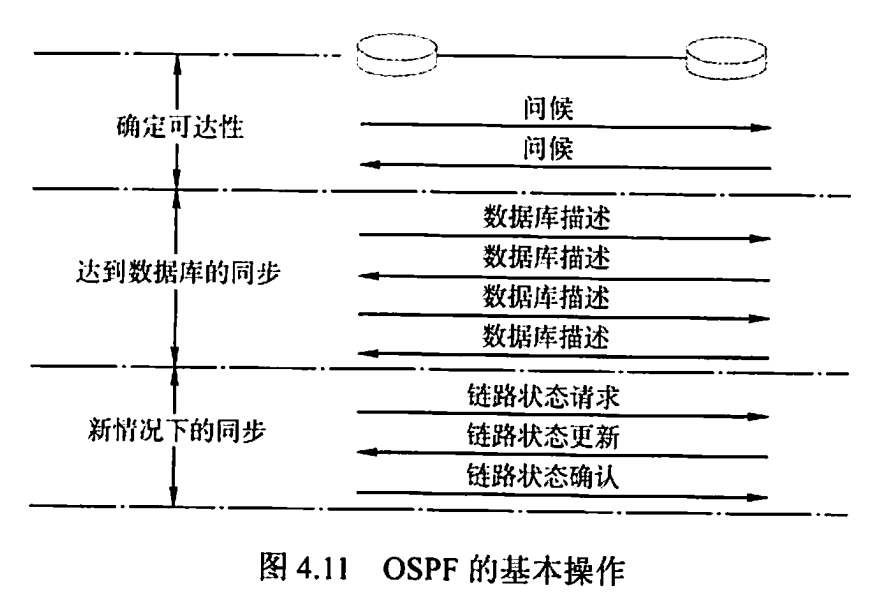 问候
确定可达性
问候
数据库描述
数据库描述
达到数据库的同步
数据库描述
数据库描述
链路状态请求
新情况下的同步
链路状态更新
链路状态确认
图 4.11 OSPF 的基本操作